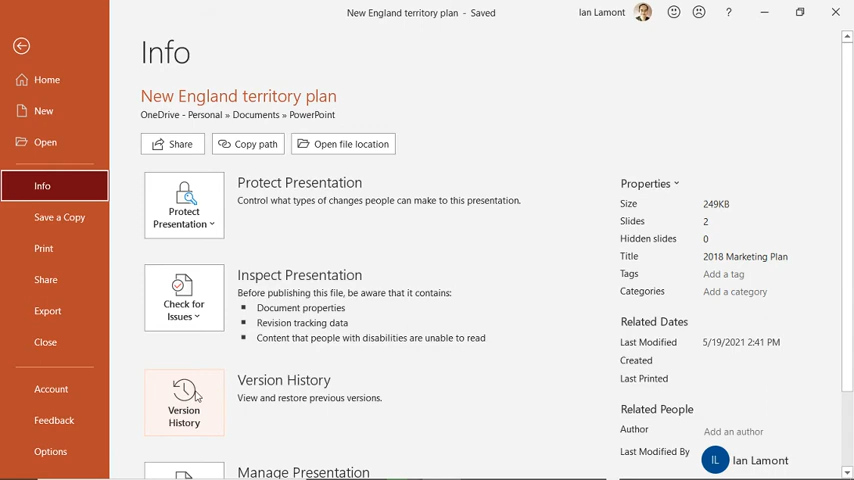 New England territory plan - Saved
Ian Lamont
?
Home
New
Open
Info
Save a Copy
Print
Share
Export
Close
Account
Feedback
Options
Info
New England territory plan
OneDrive - Personal » Documents » PowerPoint
Share
Copy path
Open file location
Protect
Presentation
Protect Presentation
Control what types of changes people can make to this presentation.
Check for
Issues
Inspect Presentation
Before publishing this file, be aware that it contains:
Document properties
Revision tracking data
Content that people with disabilities are unable to read
Version
History
Version History
View and restore previous versions.
Manage Presentation
Properties
Size 249KB
Slides 2
Hidden slides 0
Title 2018 Marketing Plan
Tags Add a tag
Categories Add a category
Related Dates
Last Modified 5/19/2021 2:41 PM
Created
Last Printed
Related People
Author Add an author
Last Modified By IL Ian Lamont